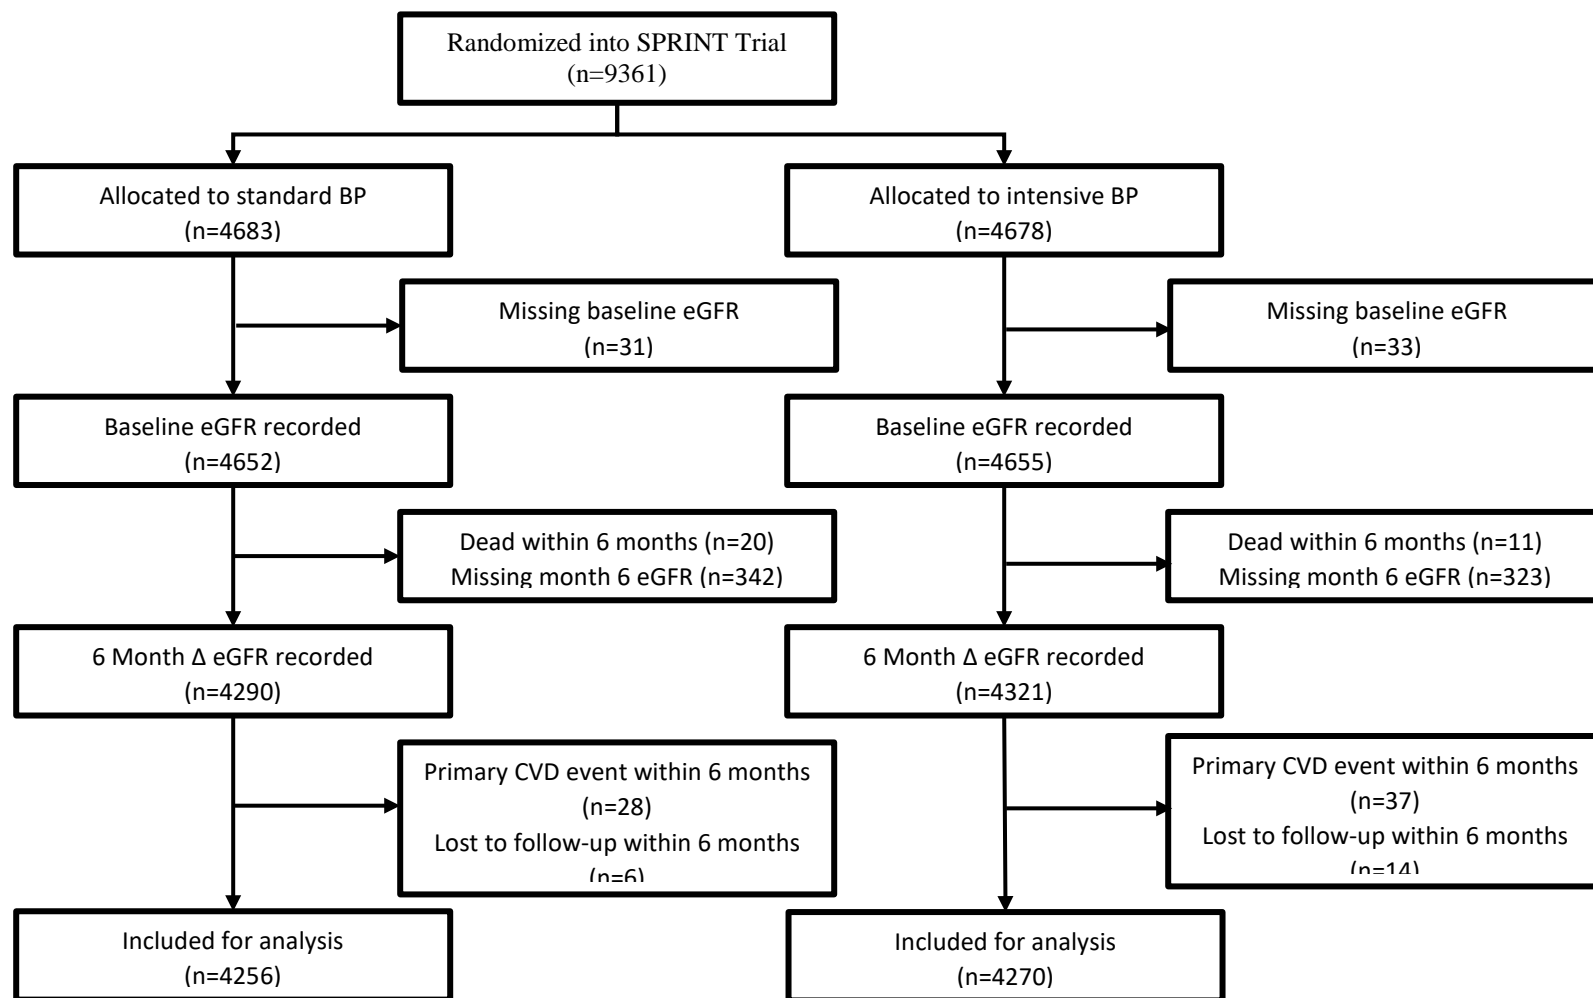 Randomized into SPRINT Trial
(n=9361)
Allocated to standard BP
(n=4683)
Allocated to intensive BP
(n=4678)
Missing baseline eGFR
(n=31)
Missing baseline eGFR
(n=33)
Baseline eGFR recorded
(n=4652)
Baseline eGFR recorded
(n=4655)
Dead within 6 months (n=20)
Missing month 6 eGFR (n=342)
Dead within 6 months (n=11)
Missing month 6 eGFR (n=323)
6 Month Δ eGFR recorded
(n=4290)
6 Month Δ eGFR recorded
(n=4321)
Primary CVD event within 6 months
(n=28)
Lost to follow-up within 6 months
(n=6)
Primary CVD event within 6 months
(n=37)
Lost to follow-up within 6 months
(n=14)
Included for analysis
(n=4256)
Included for analysis
(n=4270)